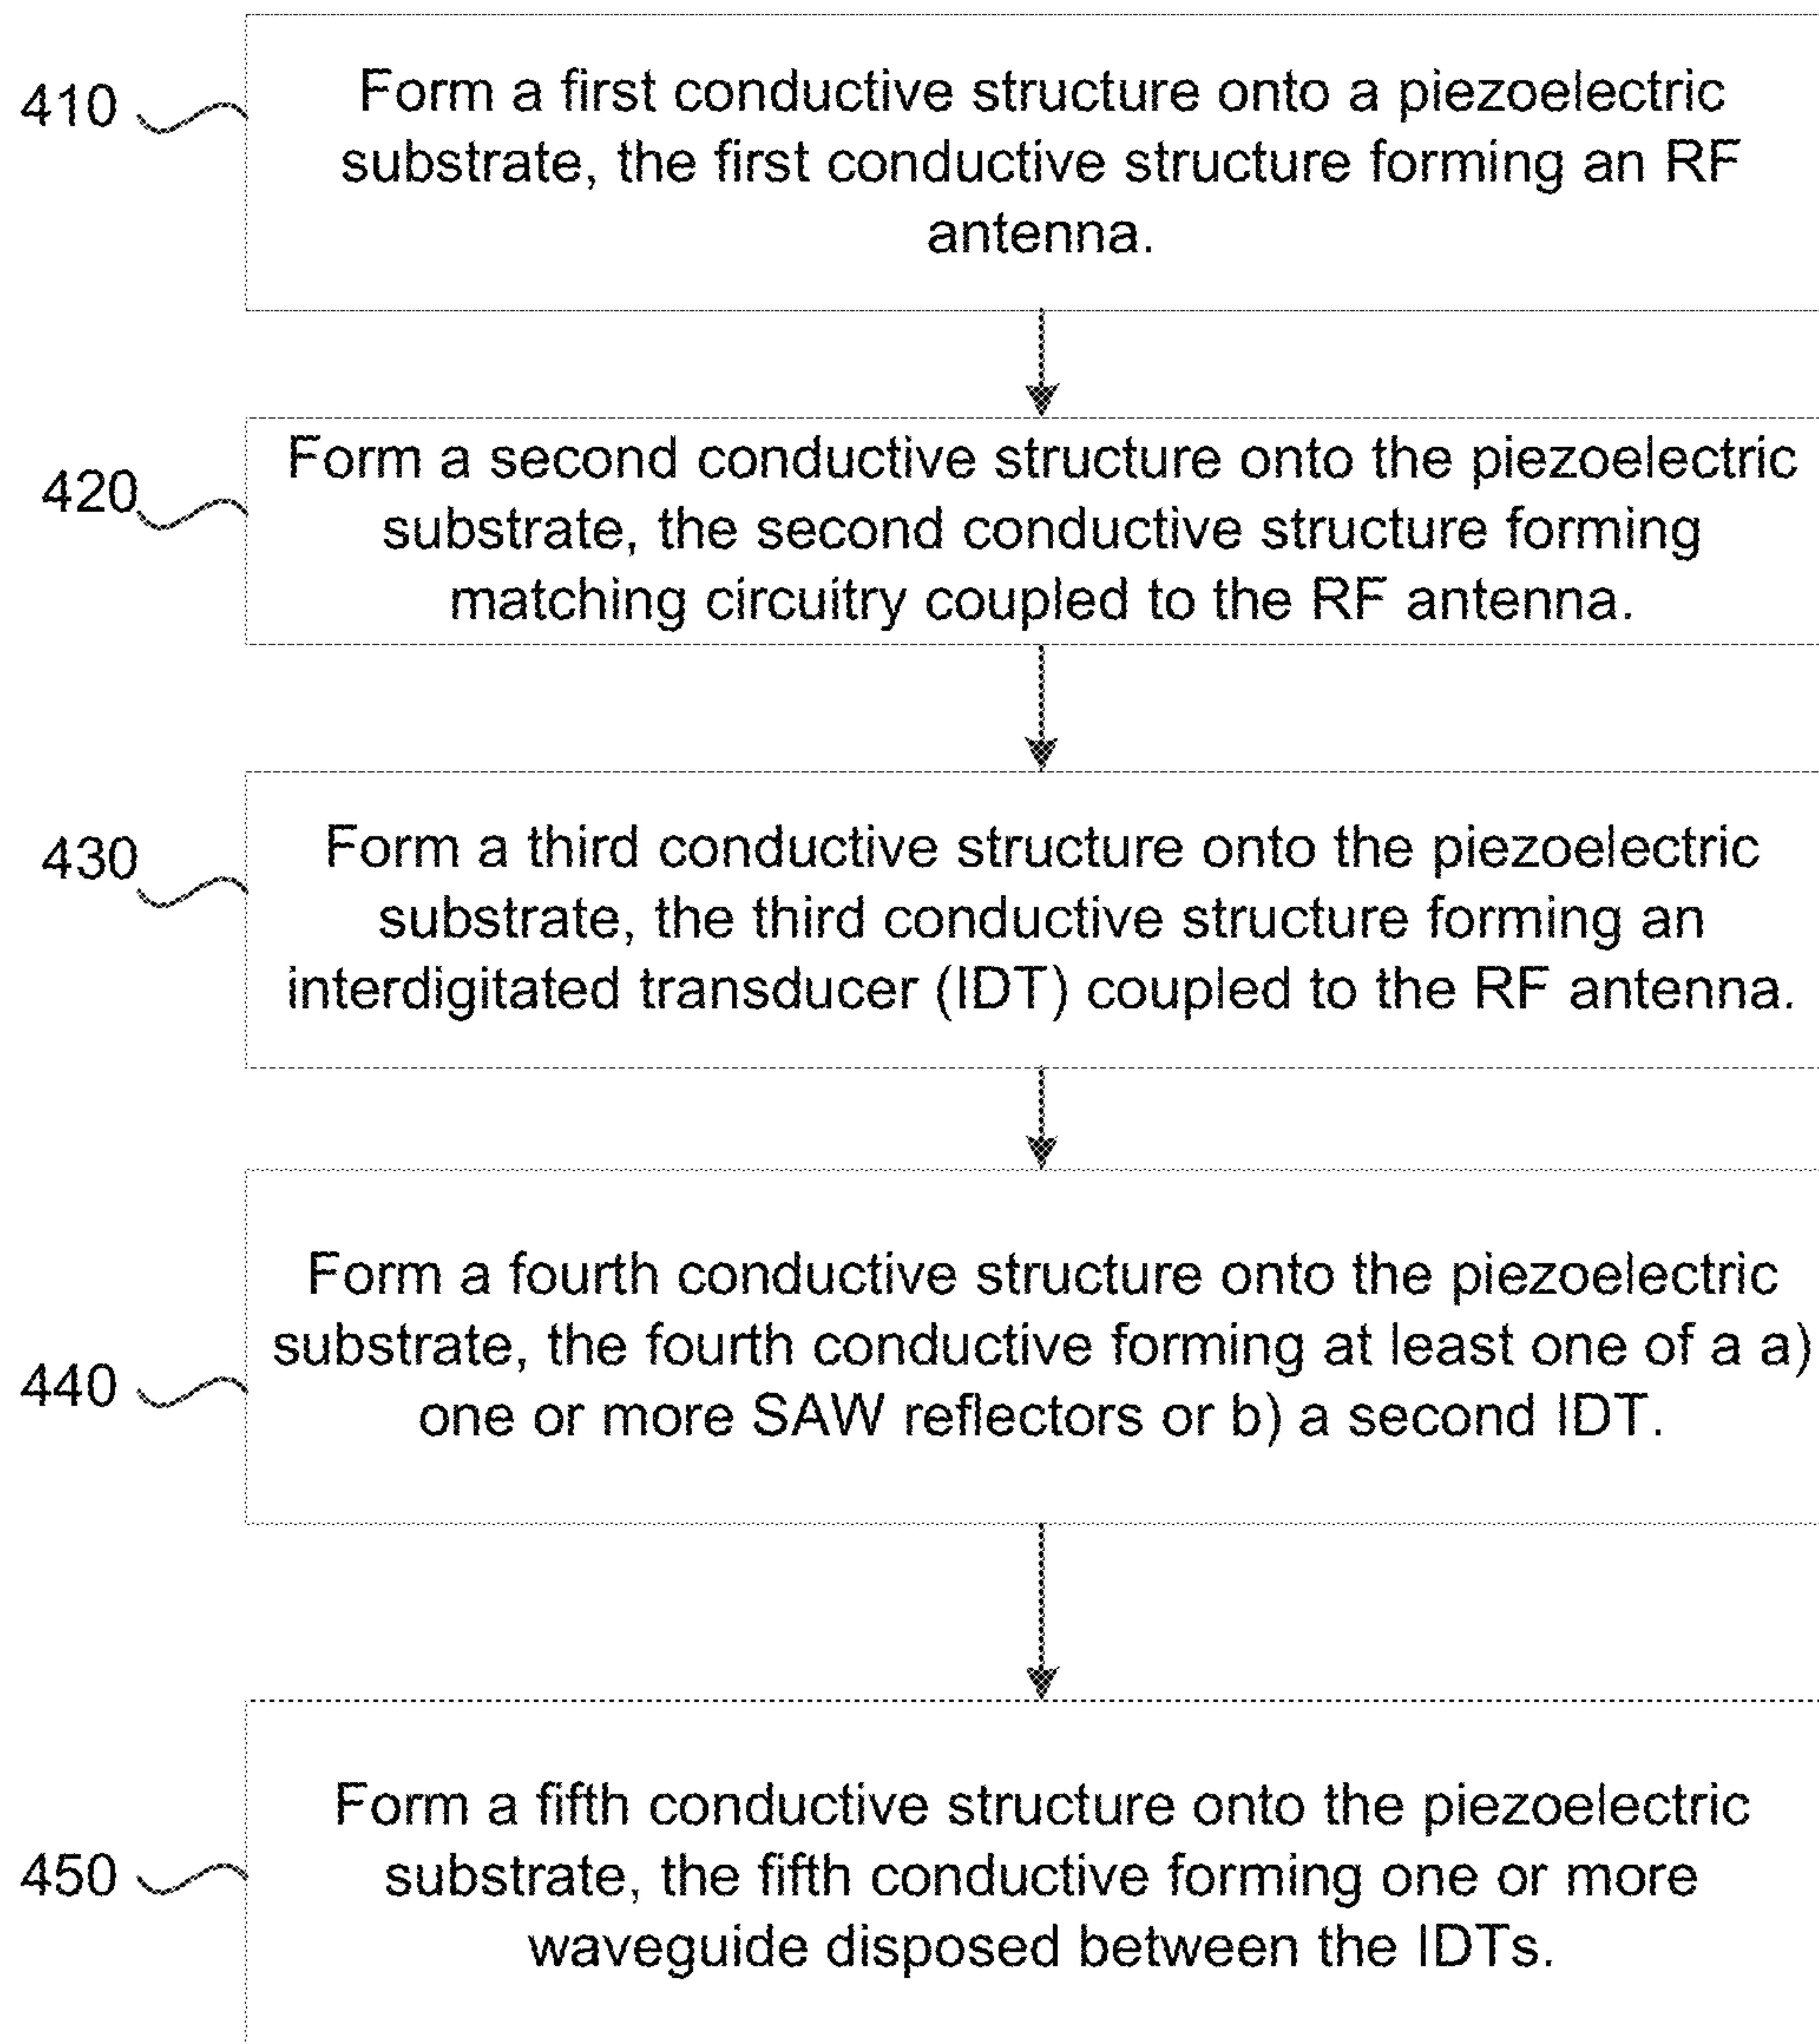 410
Form a first conductive structure onto a piezoelectric
substrate, the first conductive structure forming an RF
antenna.
420
Form a second conductive structure onto the piezoelectric
substrate, the second conductive structure forming
matching circuitry coupled to the RF antenna.
430
Form a third conductive structure onto the piezoelectric
substrate, the third conductive structure forming an
interdigitated transducer (IDT) coupled to the RF antenna.
440
Form a fourth conductive structure onto the piezoelectric
substrate, the fourth conductive forming at least one of a a)
one or more SAW reflectors or b) a second IDT.
450
Form a fifth conductive structure onto the piezoelectric
substrate, the fifth conductive forming one or more
waveguide disposed between the IDTs.